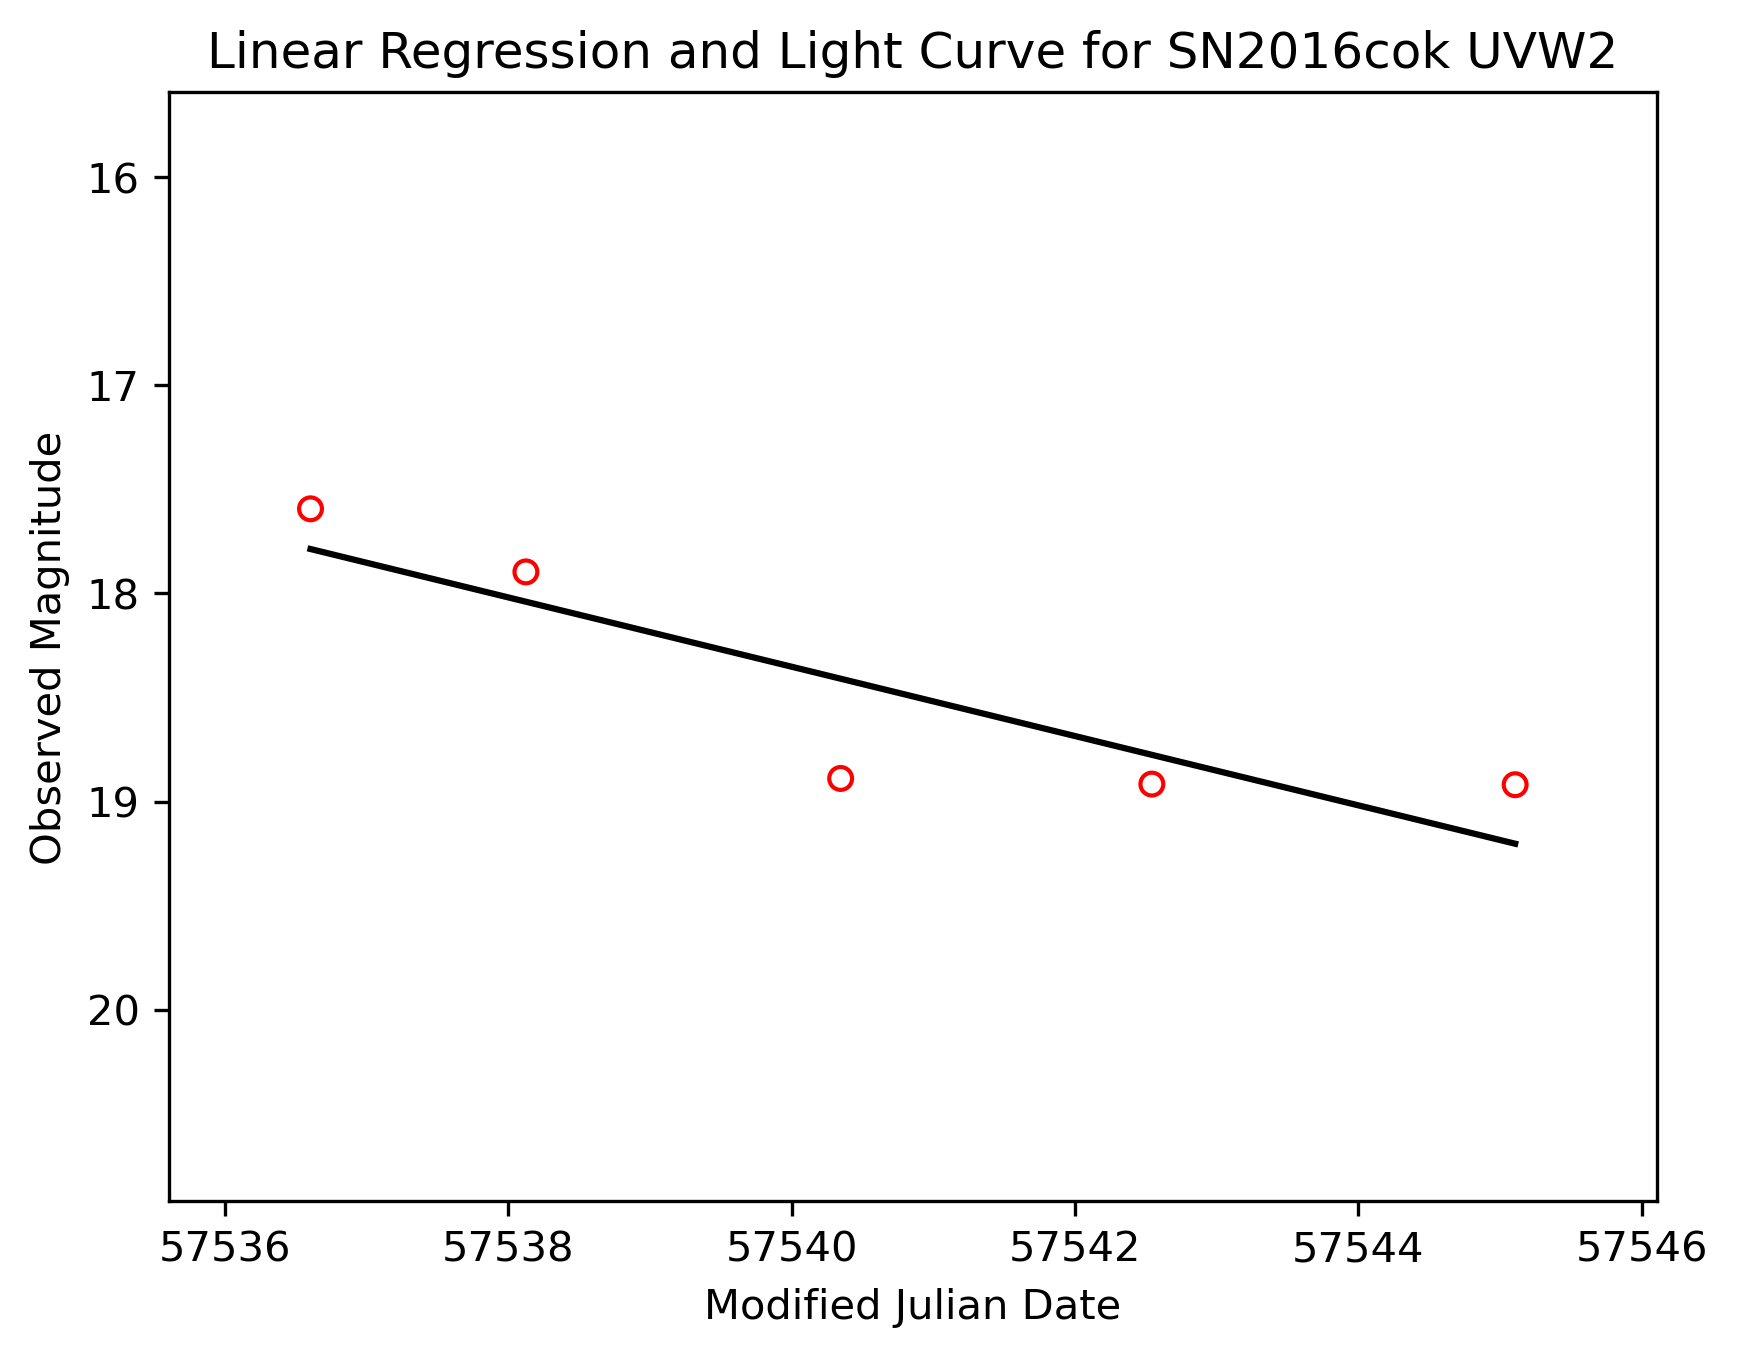 Linear Regression and Light Curve for SN2016cok UVW2
16
17
18
19
20
Observed Magnitude
57536 57538 57540 57542 57544 57546
Modified Julian Date